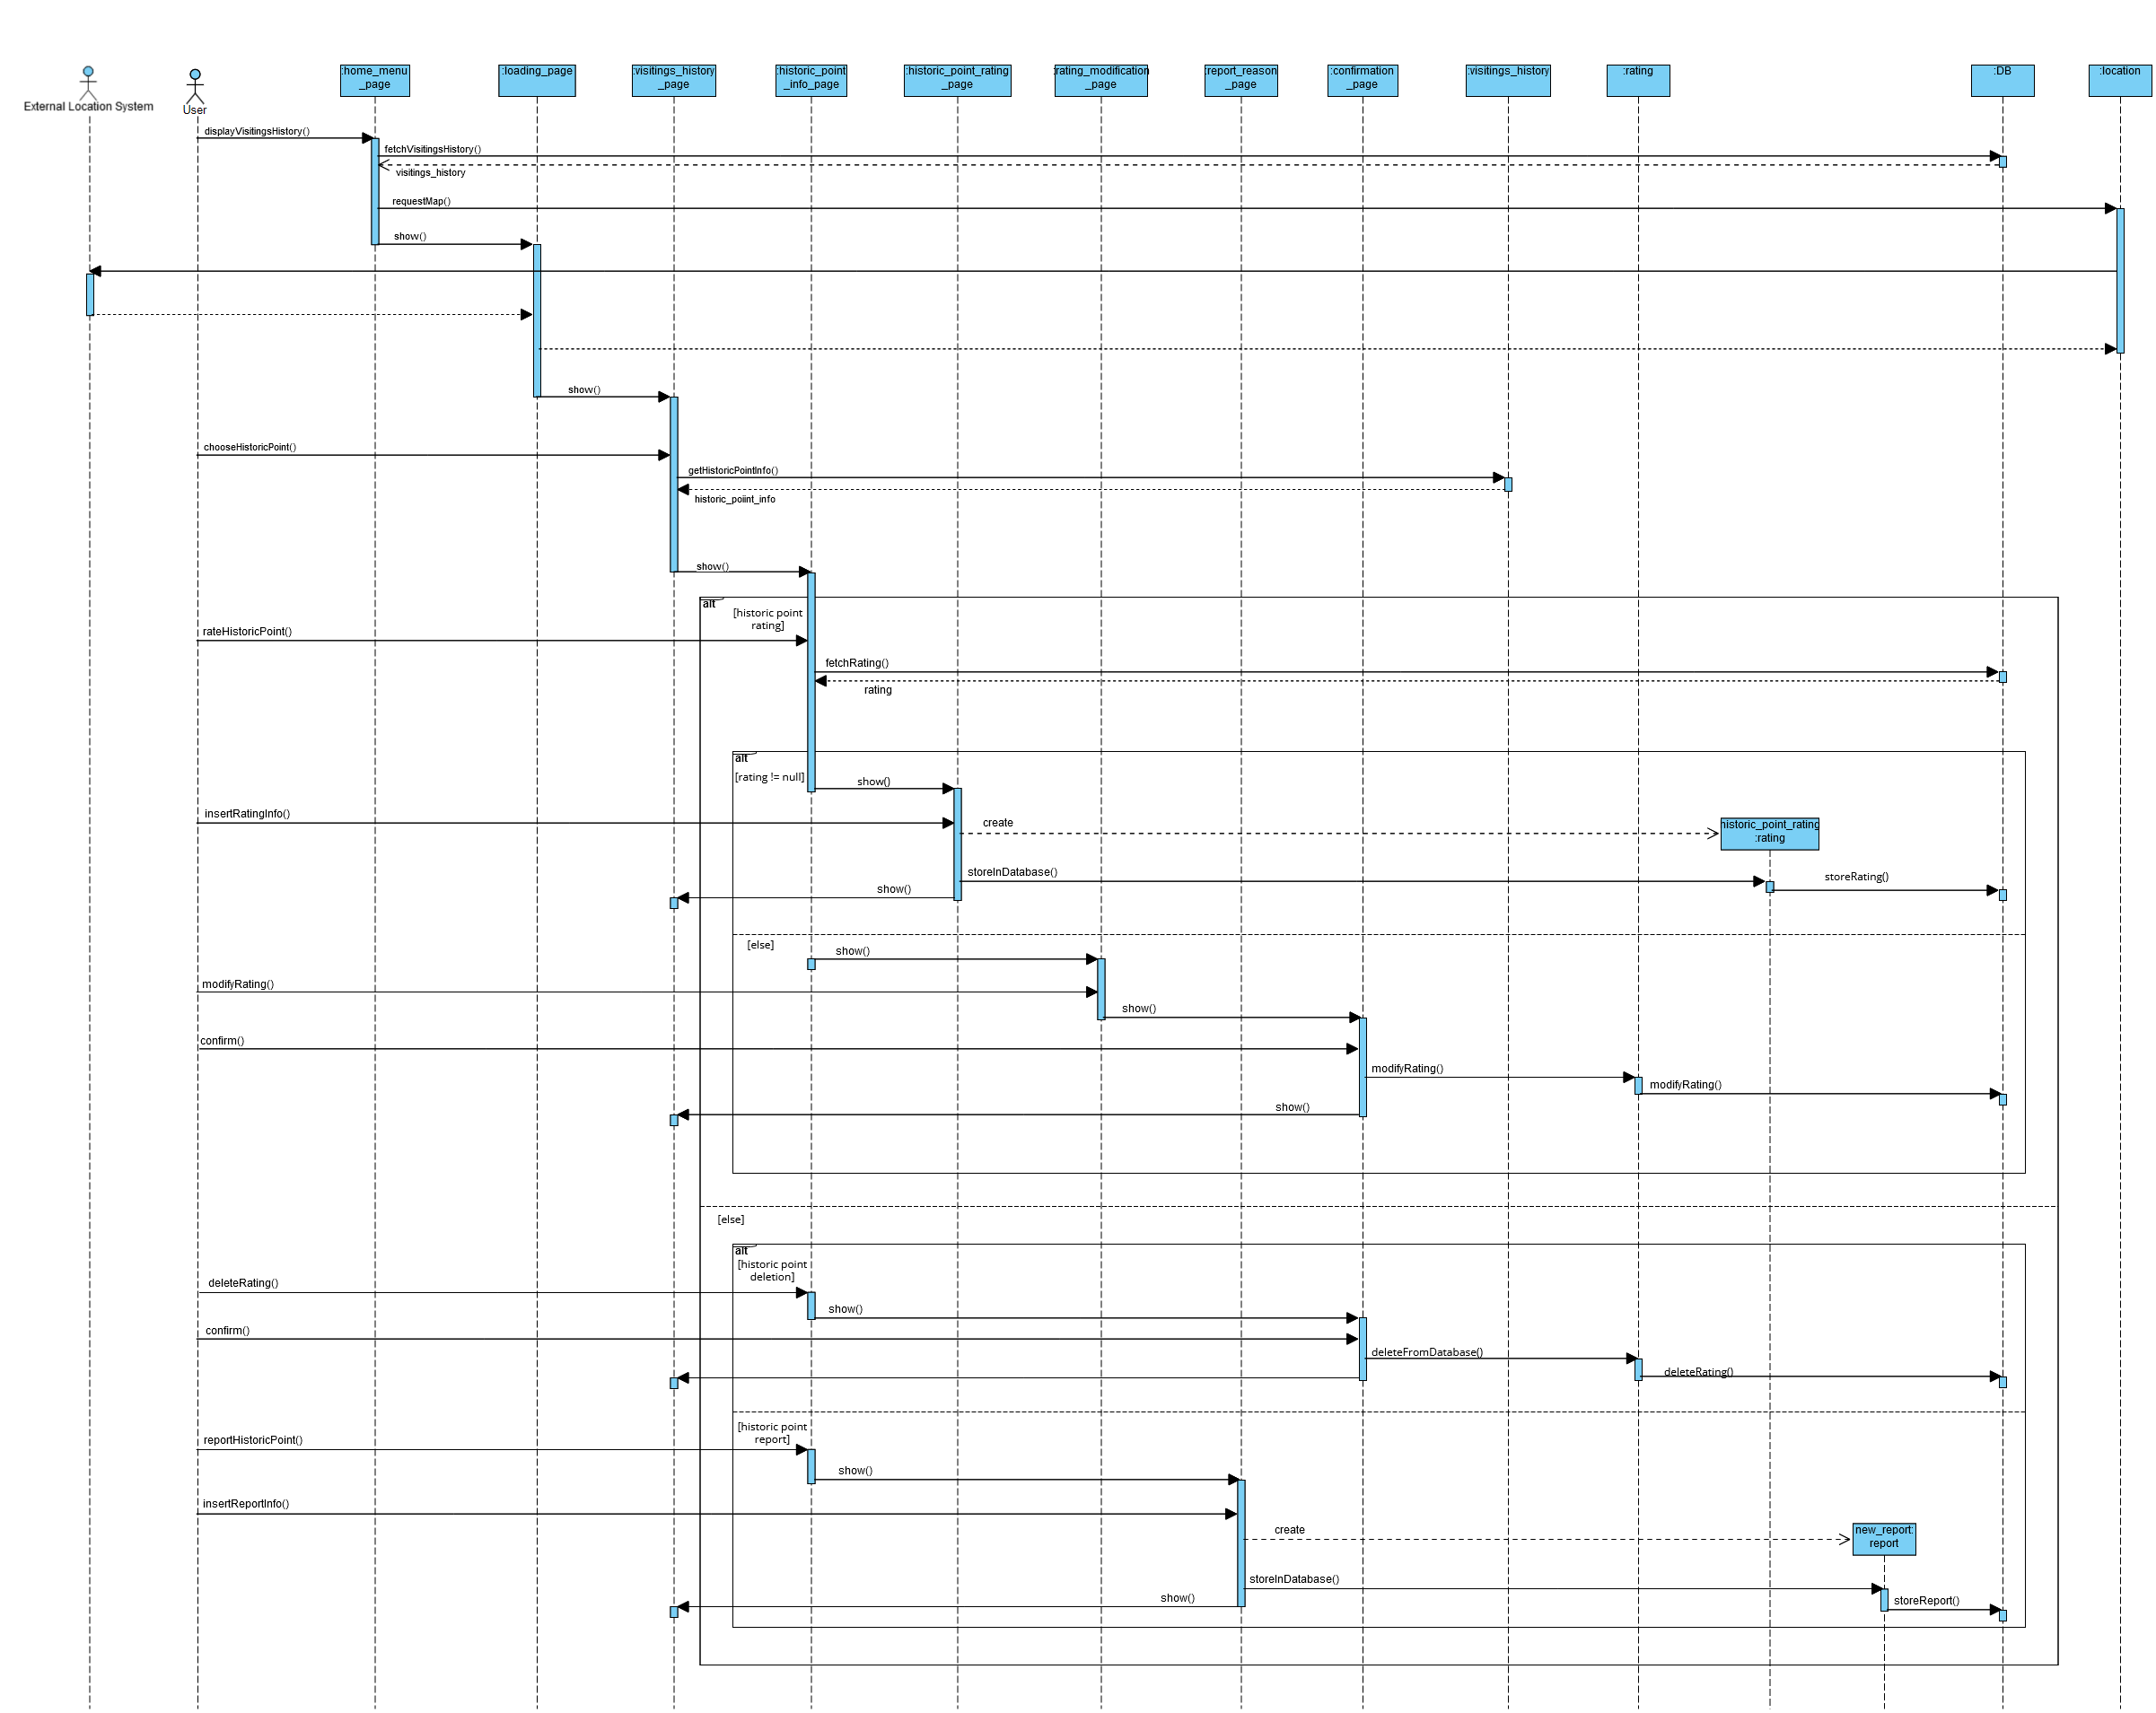 :home_menu
_page
:loading_page
:visitings_history
_page
:historic_point
_info_page
:historic_point_rating
_page
:rating_modification
_page
:report_reason
_page
:confirmation
_page
:visitings_history
:rating
:DB
:location
External Location System
User
displayVisitingsHistory()
fetchVisitingsHistory()
visitings_history
requestMap()
show()
show()
chooseHistoricPoint()
getHistoricPointInfo()
historic_poiint_info
show()
alt
[historic point
rating]
rateHistoricPoint()
fetchRating()
rating
alt
[rating != null]
show()
insertRatingInfo()
create
historic_point_rating
:rating
storeInDatabase()
storeRating()
show()
[else]
show()
modifyRating()
show()
confirm()
modifyRating()
modifyRating()
show()
[else]
alt
[historic point
deletion]
deleteRating()
show()
confirm()
deleteFromDatabase()
deleteRating()
[historic point
report]
reportHistoricPoint()
show()
insertReportInfo()
create
new_report:
report
storeInDatabase()
show()
storeReport()